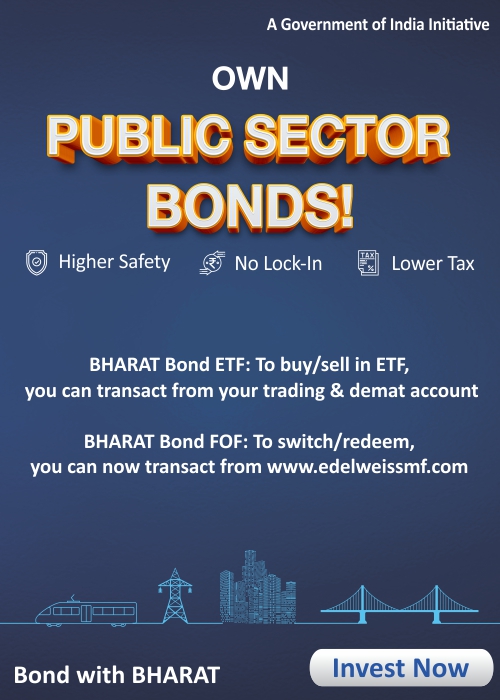 A Government of India Initiative
OWN
PUBLIC SECTOR
BONDS!
Higher Safety
No Lock-In
TAX
Lower Tax
BHARAT Bond ETF: To buy/sell in ETF,
you can transact from your trading & demat account
BHARAT Bond FOF: To switch/redeem,
you can now transact from www.edelweissmf.com
Bond with BHARAT
Invest Now